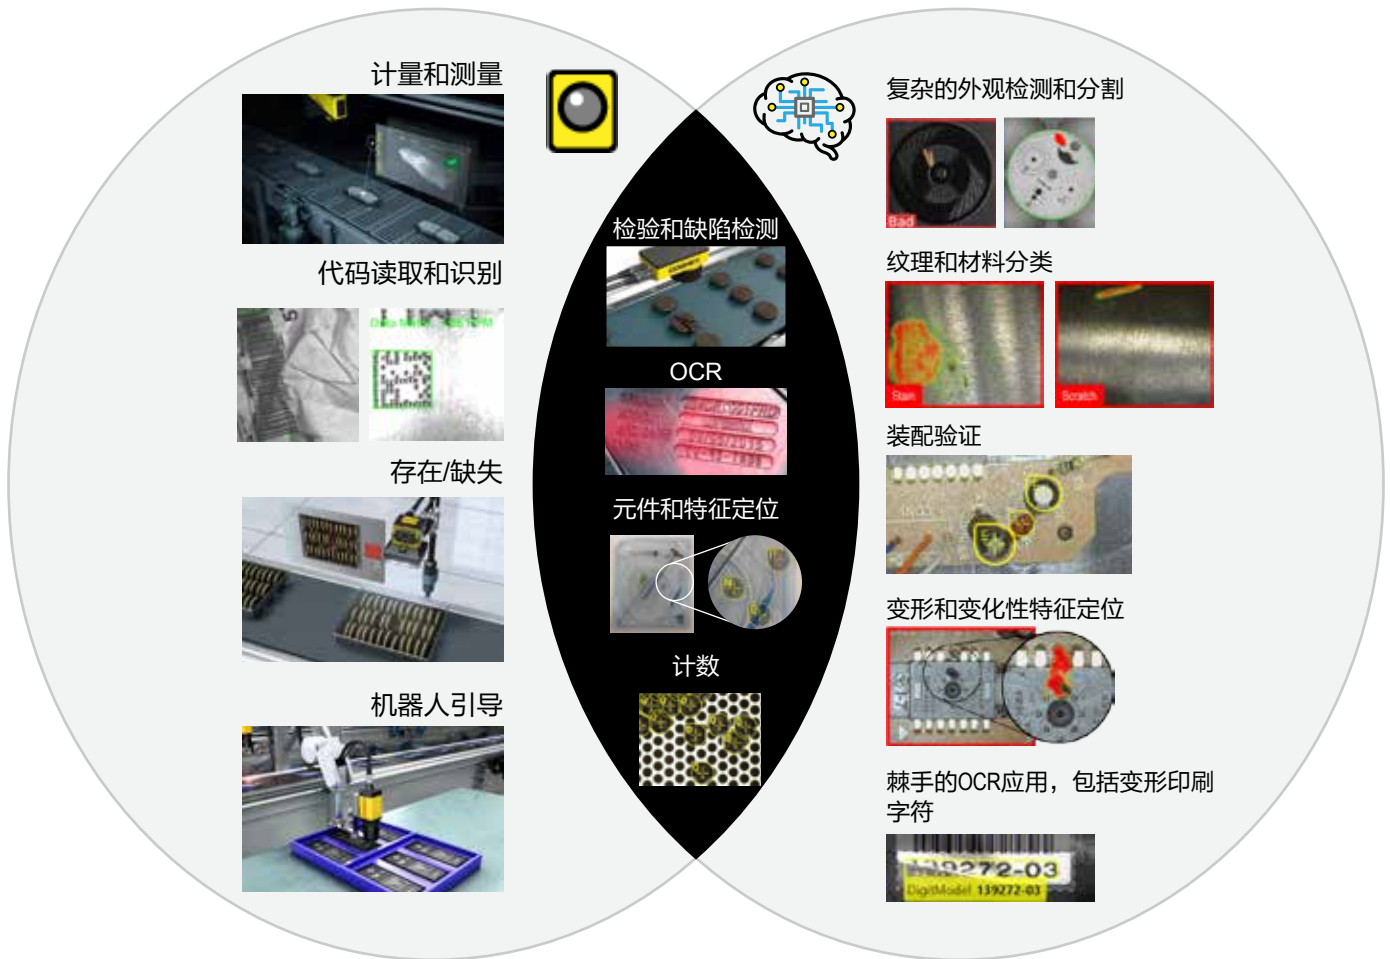 计量和测量
代码读取和识别
存在/缺失
机器人引导
检验和缺陷检测
OCR
元件和特征定位
计数
复杂的外观检测和分割
Bad
纹理和材料分类
Stain
Scratch
装配验证
变形和变化性特征定位
棘手的OCR应用，包括变形印刷
字符
139272-03
DigitModel 139272-03